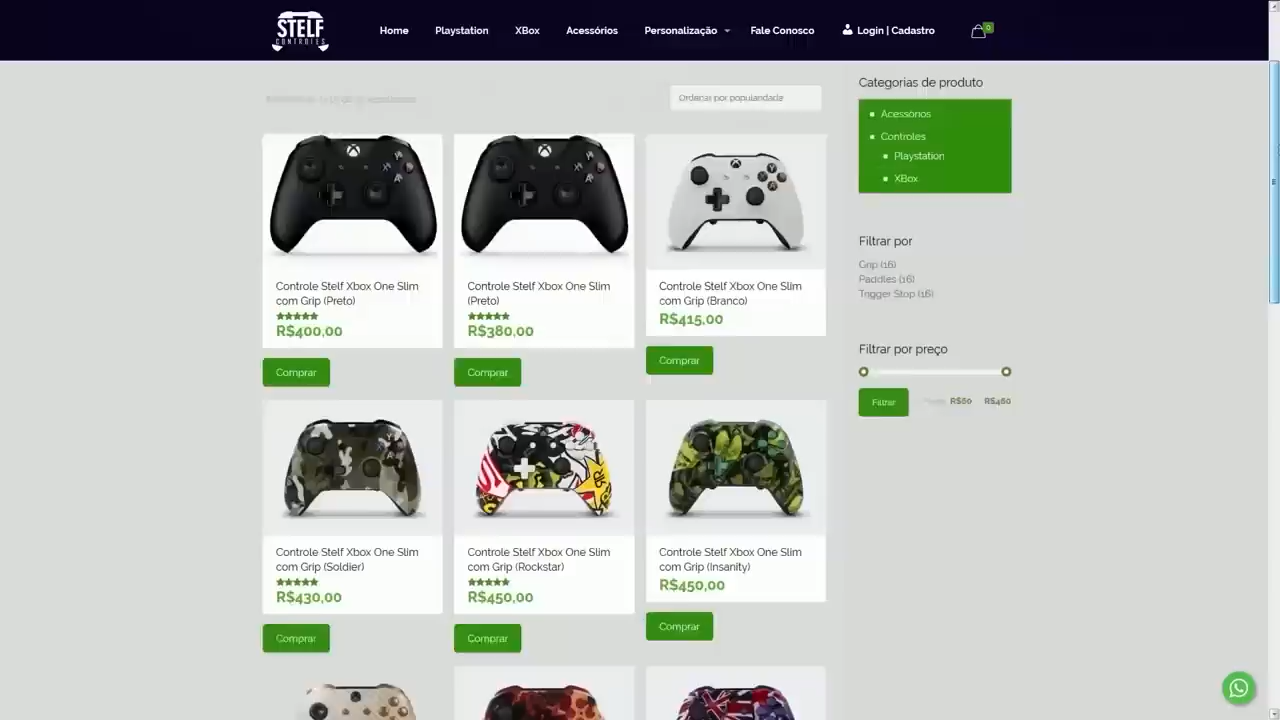 STELF
CONTROLES
Home
Playstation
XBox
Acessórios
Personalização
Fale Conosco
Login | Cadastro
0
Ordenar por popularidade
Categorias de produto
Acessórios
Controles
Playstation
XBox
Filtrar por
Grip (16)
Paddles (16)
Trigger Stop (16)
Filtrar por preço
Filtrar
R$60
R$460
Controle Stelf Xbox One Slim
com Grip (Preto)
R$400,00
Comprar
Controle Stelf Xbox One Slim
(Preto)
R$380,00
Comprar
Controle Stelf Xbox One Slim
com Grip (Branco)
R$415,00
Comprar
Controle Stelf Xbox One Slim
com Grip (Soldier)
R$430,00
Comprar
Controle Stelf Xbox One Slim
com Grip (Rockstar)
R$450,00
Comprar
Controle Stelf Xbox One Slim
com Grip (Insanity)
R$450,00
Comprar